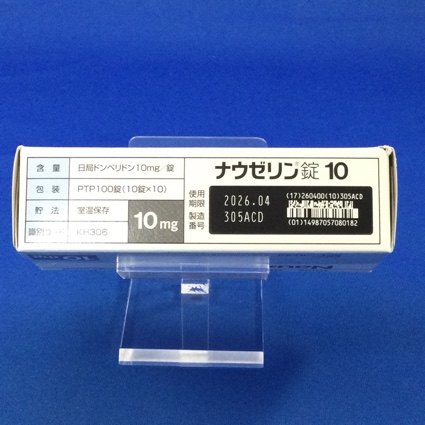 含量 日局ドンペリドン10mg/錠
包装 PTP100錠(10錠×10)
貯法 室温保存
識別コード KH306
10mg
ナウゼリン®錠 10
使用期限 2026.04
製造番号 305ACD
(17)260400(10)305ACD
(01)14987057080182